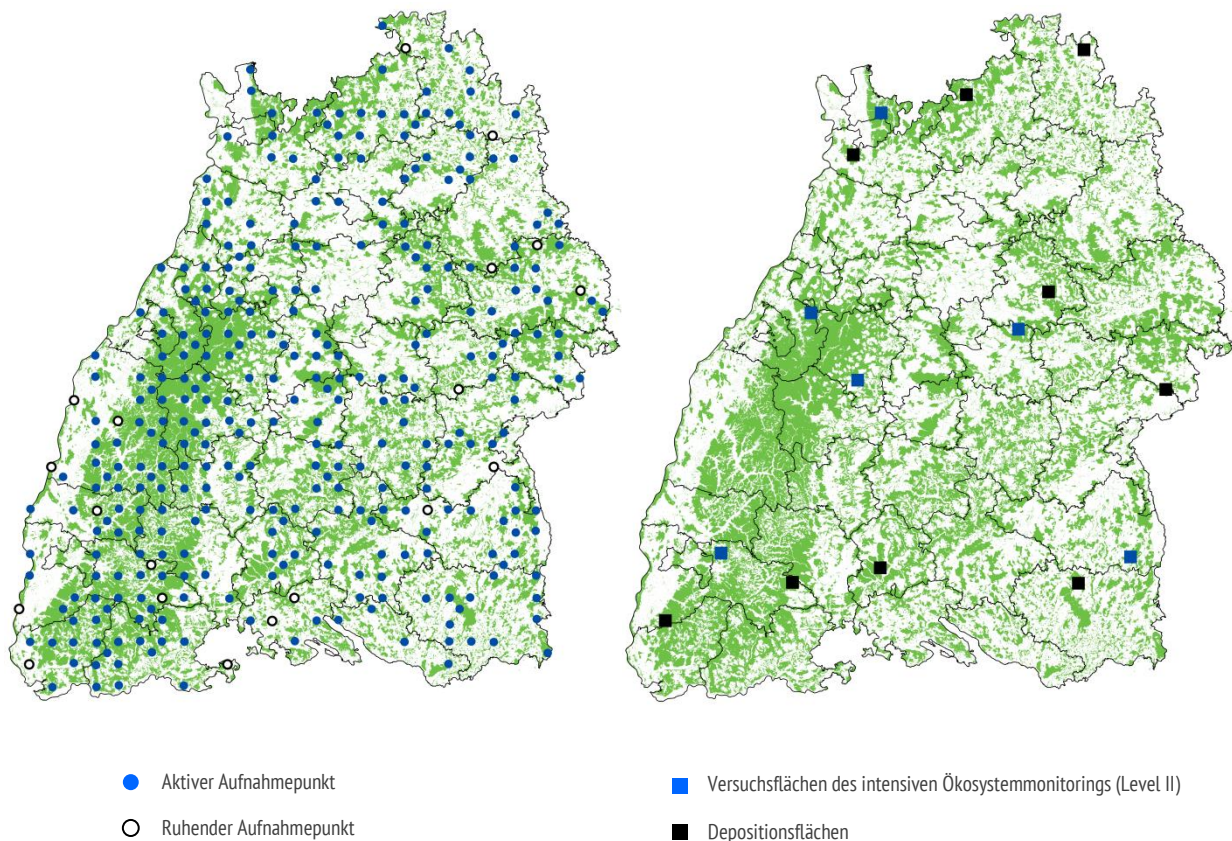 Aktiver Aufnahmepunkt
Ruhender Aufnahmepunkt
Versuchsflächen des intensiven Ökosystemmonitorings (Level II)
Depositionsflächen